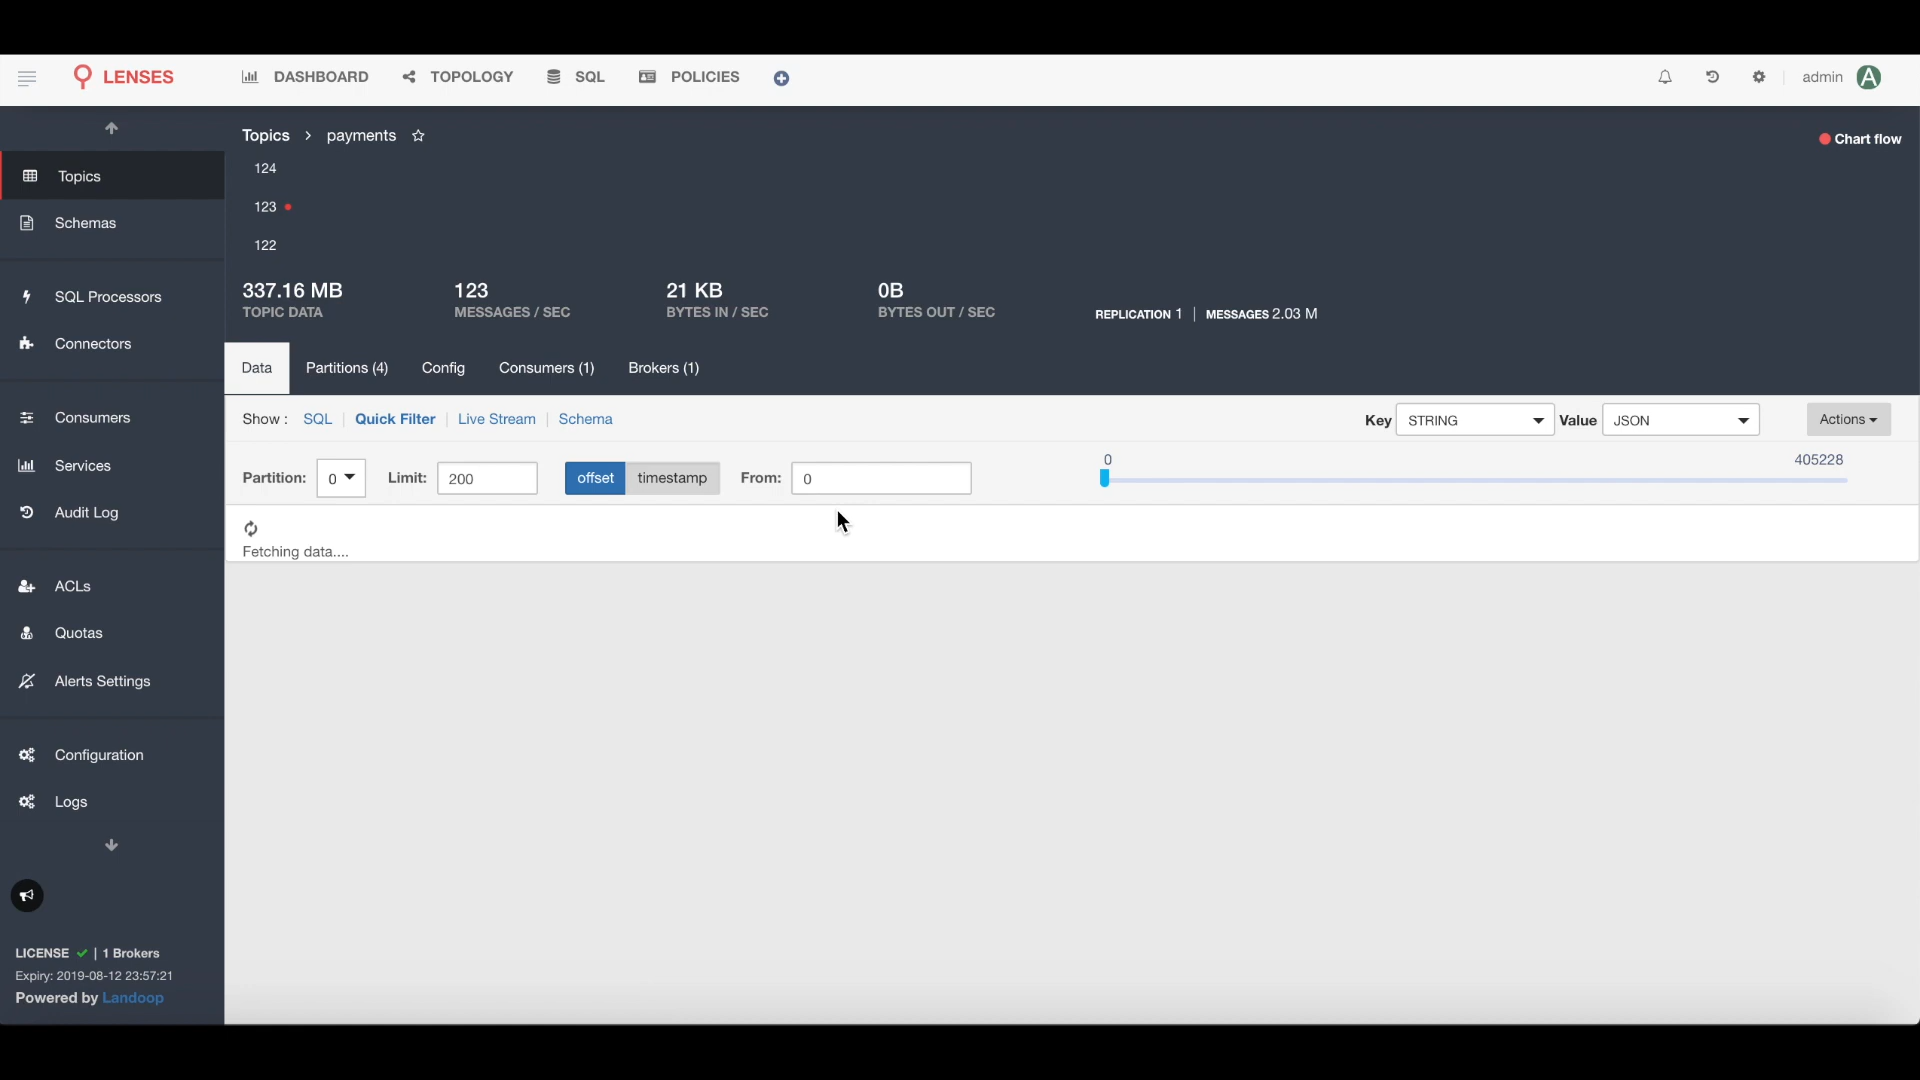 LENSES DASHBOARD TOPOLOGY SQL POLICIES admin A
Topics > payments
Chart flow
124
123
122
337.16 MB 123 21 KB 0B
TOPIC DATA MESSAGES / SEC BYTES IN / SEC BYTES OUT / SEC REPLICATION 1 | MESSAGES 2.03 M
Data Partitions (4) Config Consumers (1) Brokers (1)
Show : SQL | Quick Filter | Live Stream | Schema Key STRING Value JSON Actions
Partition: 0 Limit: 200 offset timestamp From: 0 0 405228
Fetching data....
Topics
Schemas
SQL Processors
Connectors
Consumers
Services
Audit Log
ACLs
Quotas
Alerts Settings
Configuration
Logs
LICENSE ✓ | 1 Brokers
Expiry: 2019-08-12 23:57:21
Powered by Landoop